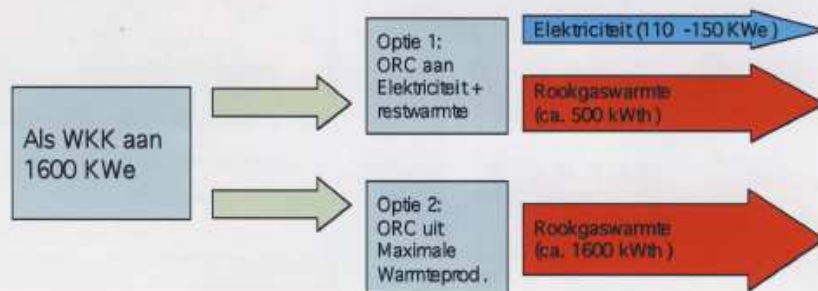 Als WKK aan
1600 KWe
Optie 1:
ORC aan
Elektriciteit +
restwarmte
Elektriciteit (110 -150 KWe )
Rookgaswarmte
(ca. 500 kWth )
Optie 2:
ORC uit
Maximale
Warmteprod.
Rookgaswarmte
(ca. 1600 kWth )